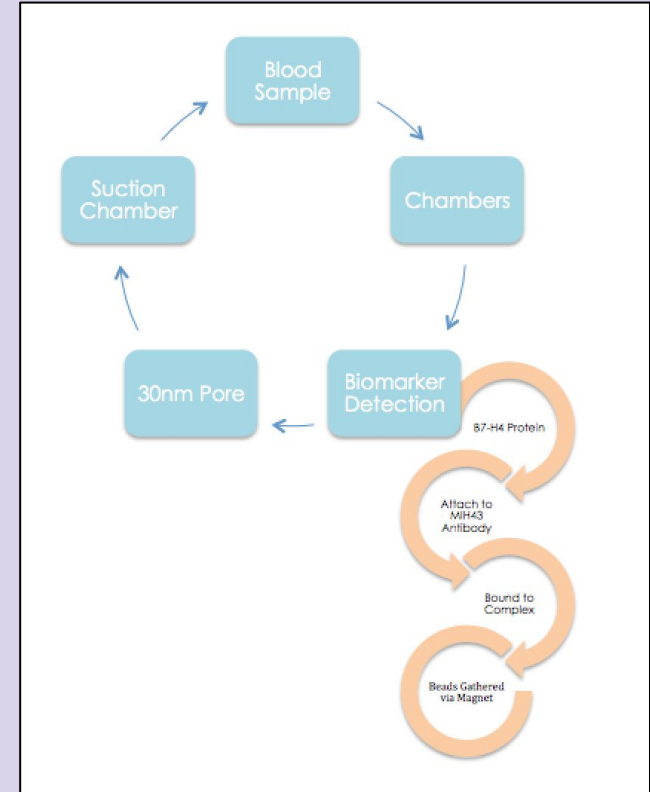 Blood
Sample
Chambers
Biomarker
Detection
30nm Pore
Suction
Chamber
B7-H4 Protein
Attach to
MIH43
Antibody
Bound to
Complex
Beads Gathered
via Magnet